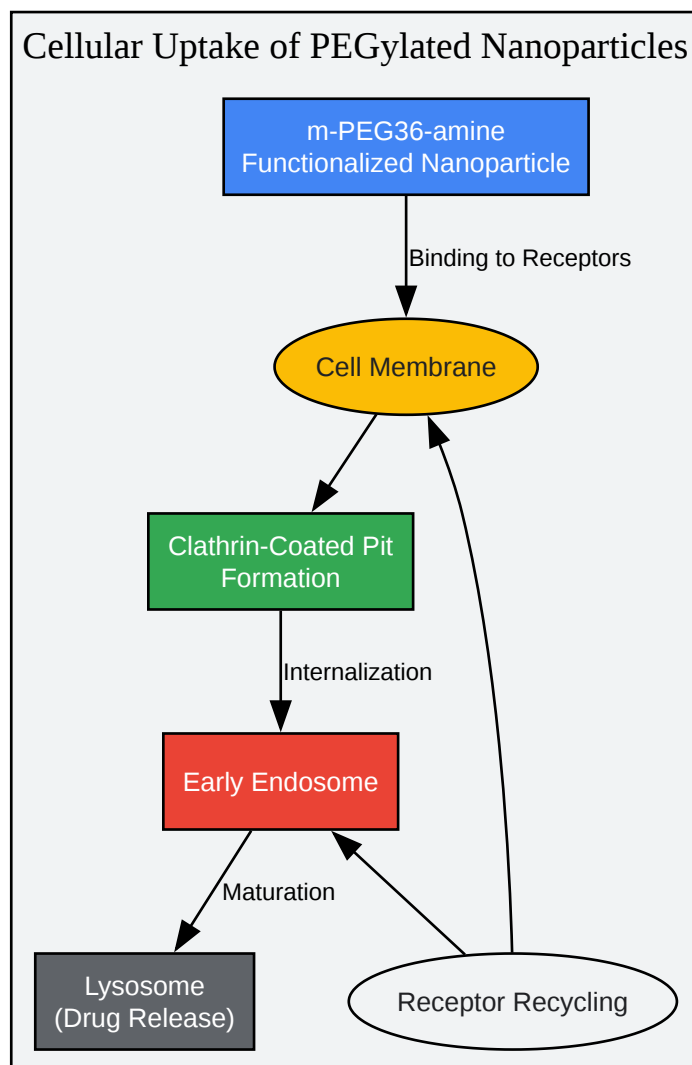 Cellular Uptake of PEGylated Nanoparticles
m-PEG36-amine
Functionalized Nanoparticle
Binding to Receptors
Cell Membrane
Clathrin-Coated Pit
Formation
Internalization
Early Endosome
Maturation
Lysosome
(Drug Release)
Receptor Recycling